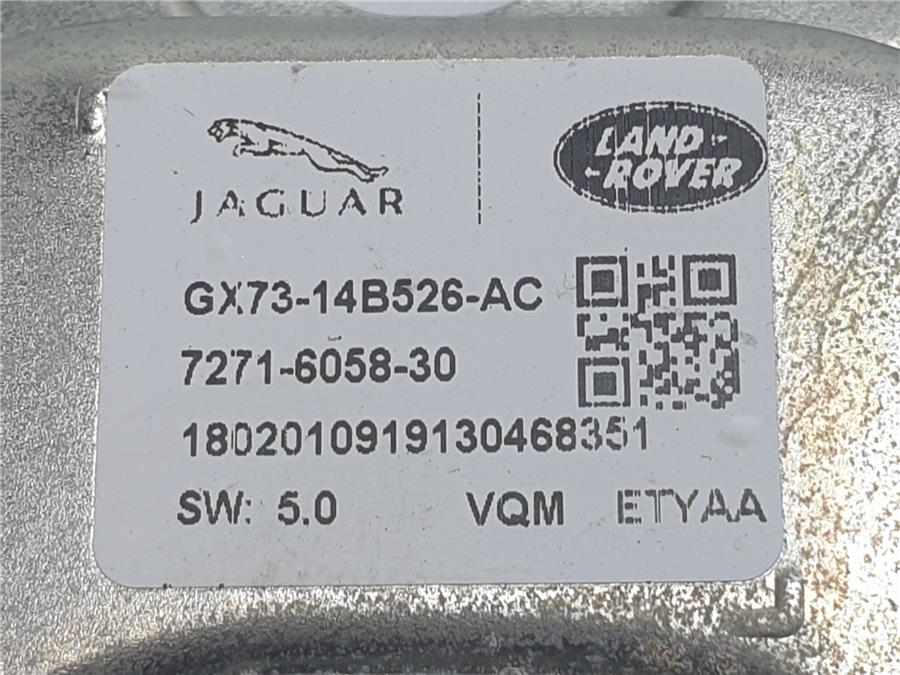 JAGUAR
LAND
ROVER
GX73-14B526-AC
7271-6058-30
1802010919130468351
SW: 5.0 VQM ETYAA